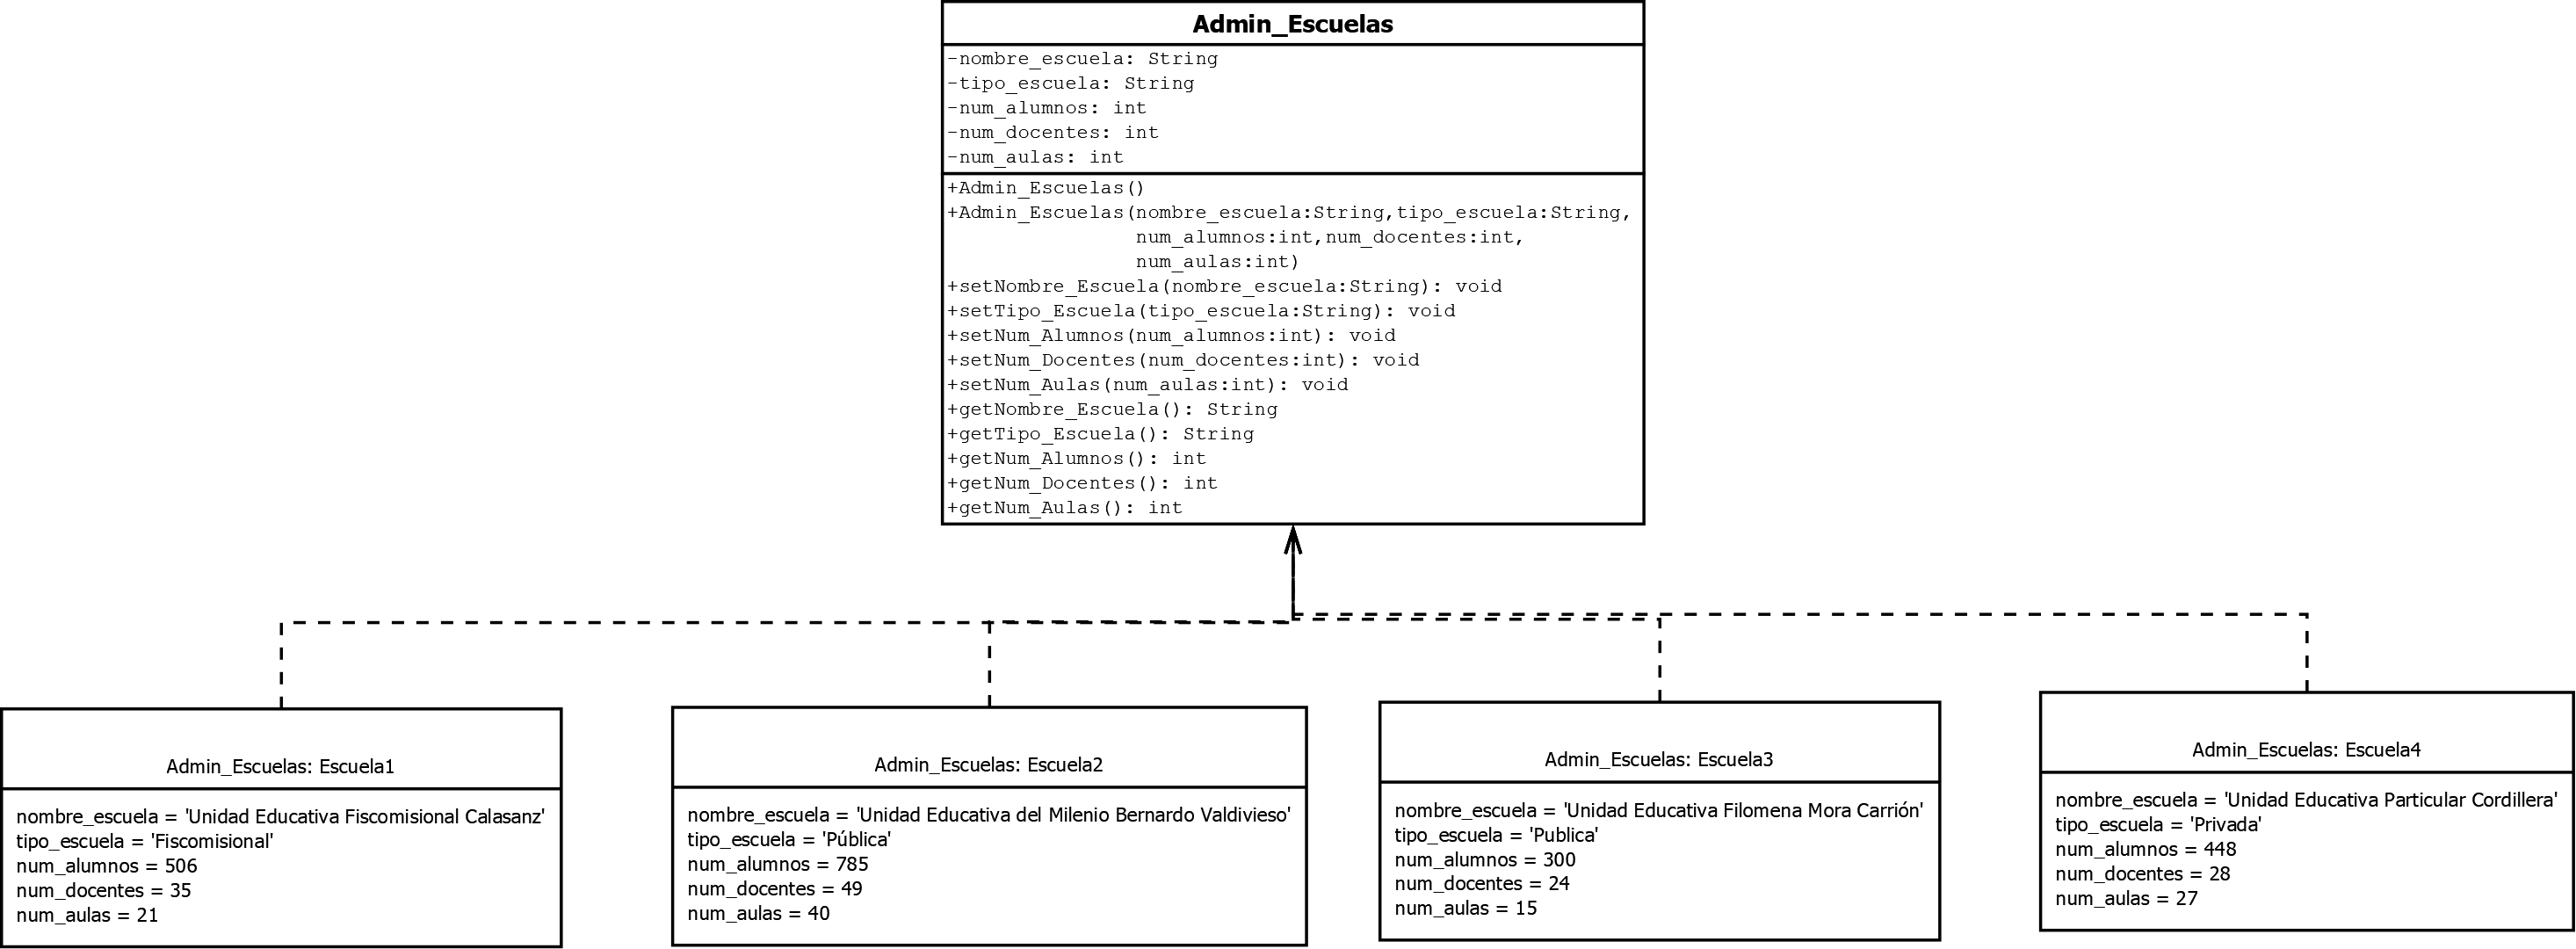 Admin_Escuelas
-nombre_escuela: String
-tipo_escuela: String
-num_alumnos: int
-num_docentes: int
-num_aulas: int
+Admin_Escuelas()
+Admin_Escuelas(nombre_escuela:String,tipo_escuela:String,
num_alumnos:int,num_docentes:int,
num_aulas:int)
+setNombre_Escuela(nombre_escuela:String): void
+setTipo_Escuela(tipo_escuela:String): void
+setNum_Alumnos(num_alumnos:int): void
+setNum_Docentes(num_docentes:int): void
+setNum_Aulas(num_aulas:int): void
+getNombre_Escuela(): String
+getTipo_Escuela(): String
+getNum_Alumnos(): int
+getNum_Docentes(): int
+getNum_Aulas(): int
Admin_Escuelas: Escuela1
nombre_escuela = 'Unidad Educativa Fiscomisional Calasanz'
tipo_escuela = 'Fiscomisional'
num_alumnos = 506
num_docentes = 35
num_aulas = 21
Admin_Escuelas: Escuela2
nombre_escuela = 'Unidad Educativa del Milenio Bernardo Valdivieso'
tipo_escuela = 'Pública'
num_alumnos = 785
num_docentes = 49
num_aulas = 40
Admin_Escuelas: Escuela3
nombre_escuela = 'Unidad Educativa Filomena Mora Carrión'
tipo_escuela = 'Publica'
num_alumnos = 300
num_docentes = 24
num_aulas = 15
Admin_Escuelas: Escuela4
nombre_escuela = 'Unidad Educativa Particular Cordillera'
tipo_escuela = 'Privada'
num_alumnos = 448
num_docentes = 28
num_aulas = 27